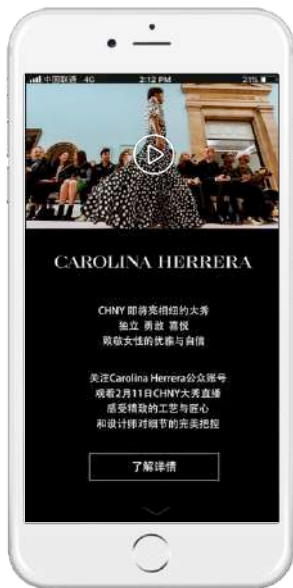 中国联通 4G 2:12 PM 21%
CAROLINA HERRERA
CHNY 即将亮相纽约大秀
独立 勇敢 喜悦
致敬女性的优雅与自信
关注Carolina Herrera公众账号
观看2月11日CHNY大秀直播
感受精致的工艺与匠心
和设计师对细节的完美把控
了解详情